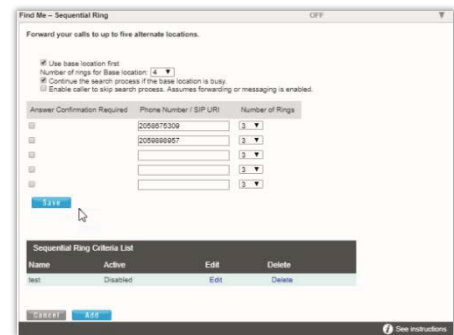 Find Me – Sequential Ring OFF
Forward your calls to up to five alternate locations.
Use base location first
Number of rings for Base location: 4
Continue the search process if the base location is busy.
Enable caller to skip search process. Assumes forwarding or messaging is enabled.
Answer Confirmation Required Phone Number / SIP URI Number of Rings
2058675309 3
2059898957 3
3
3
3
Save
Sequential Ring Criteria List
Name Active Edit Delete
test Disabled Edit Delete
Cancel Add
See instructions